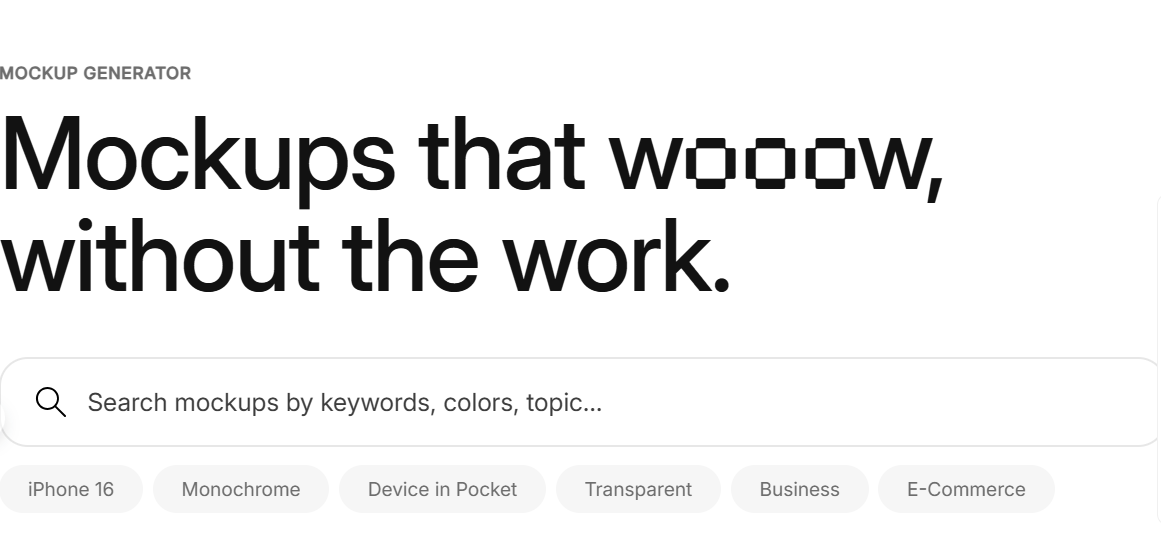 MOCKUP GENERATOR
Mockups that wooow,
without the work.
Search mockups by keywords, colors, topic...
iPhone 16 Monochrome Device in Pocket Transparent Business E-Commerce